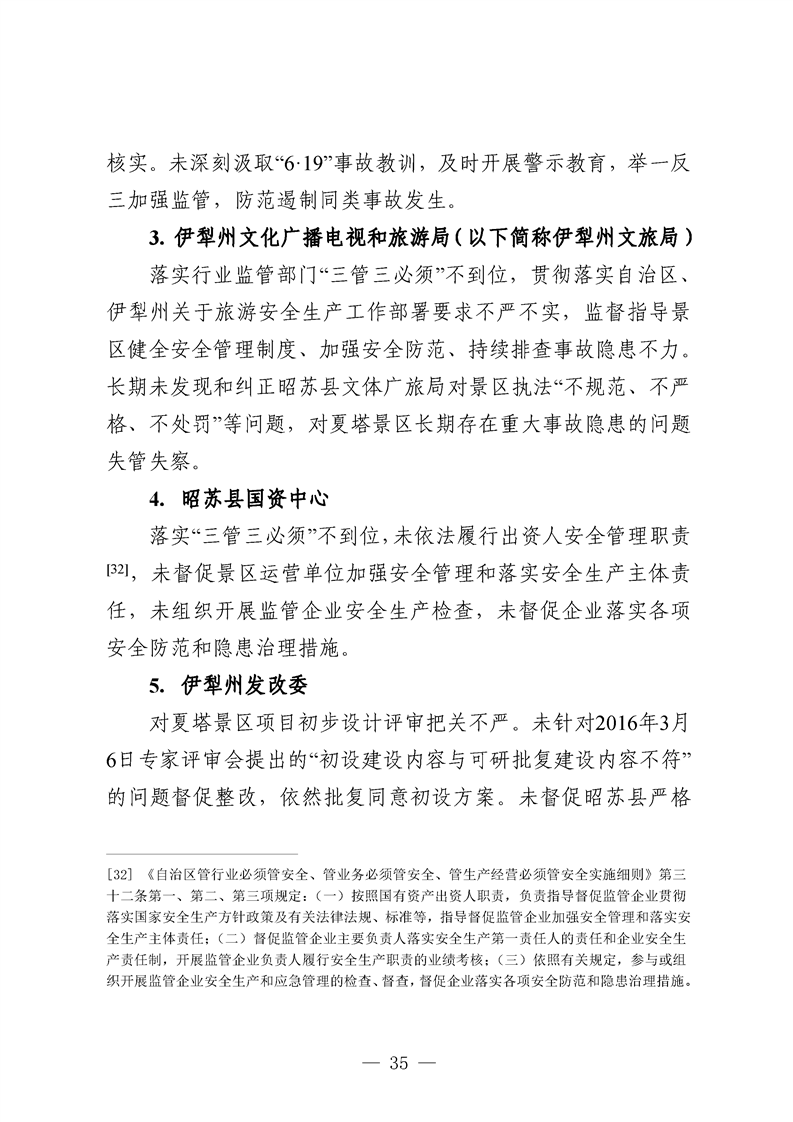 核实。未深刻汲取“6·19”事故教训，及时开展警示教育，举一反
三加强监管，防范遏制同类事故发生。
3. 伊犁州文化广播电视和旅游局（以下简称伊犁州文旅局）
落实行业监管部门“三管三必须”不到位，贯彻落实自治区、
伊犁州关于旅游安全生产工作部署要求不严不实，监督指导景
区健全安全管理制度、加强安全防范、持续排查事故隐患不力。
长期未发现和纠正昭苏县文体广旅局对景区执法“不规范、不严
格、不处罚”等问题，对夏塔景区长期存在重大事故隐患的问题
失管失察。
4. 昭苏县国资中心
落实“三管三必须”不到位，未依法履行出资人安全管理职责
[32]，未督促景区运营单位加强安全管理和落实安全生产主体责
任，未组织开展监管企业安全生产检查，未督促企业落实各项
安全防范和隐患治理措施。
5. 伊犁州发改委
对夏塔景区项目初步设计评审把关不严。未针对2016年3月
6日专家评审会提出的“初设建设内容与可研批复建设内容不符”
的问题督促整改，依然批复同意初设方案。未督促昭苏县严格
[32] 《自治区管行业必须管安全、管业务必须管安全、管生产经营必须管安全实施细则》第三
十二条第一、第二、第三项规定：（一）按照国有资产出资人职责，负责指导督促监管企业贯彻
落实国家安全生产方针政策及有关法律法规、标准等，指导督促监管企业加强安全管理和落实安
全生产主体责任；（二）督促监管企业主要负责人落实安全生产第一责任人的责任和企业安全生
产责任制，开展监管企业负责人履行安全生产职责的业绩考核；（三）依照有关规定，参与或组
织开展监管企业安全生产和应急管理的检查、督查，督促企业落实各项安全防范和隐患治理措施。
— 35 —